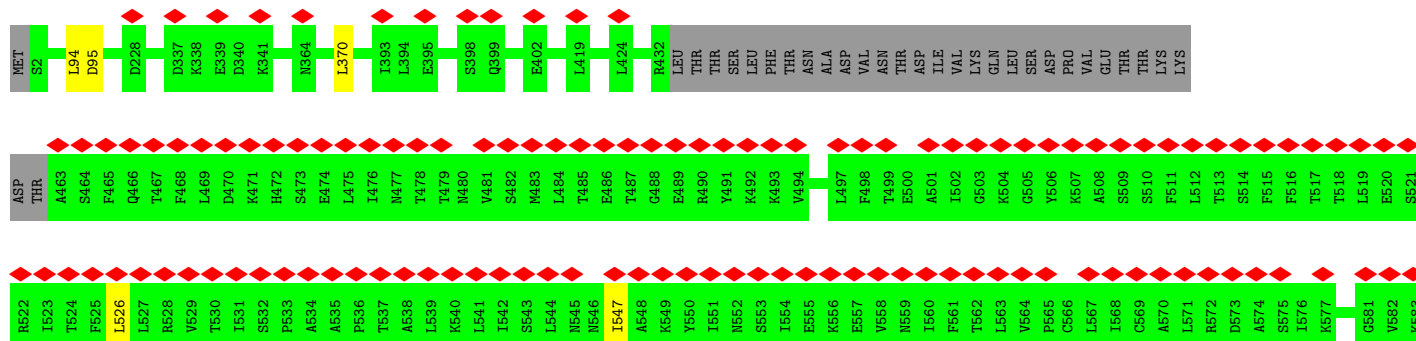 MET S2 L94 D95 D228 D337 K338 E339 D340 K341 N364 L370 I393 L394 E395 S398 Q399 E402 L419 L424 R432 LEU THR THR SER LEU PHE THR ASN ALA ASP VAL ASN THR ASP ILE VAL LYS GLN LEU SER ASP PRO VAL GLU THR THR LYS LYS
ASP THR A463 S464 F465 Q466 T467 F468 L469 D470 K471 H472 S473 E474 L475 I476 N477 T478 T479 N480 V481 S482 M483 L484 T485 E486 T487 G488 E489 R490 Y491 K492 K493 V494 L497 F498 T499 E500 A501 I502 G503 K504 G505 Y506 K507 A508 S509 S510 F511 L512 T513 S514 F515 F516 T517 T518 L519 E520 S521
R522 I523 T524 F525 L526 L527 R528 V529 T530 I531 S532 P533 A534 A535 P536 T537 A538 L539 K540 L541 I542 S543 L544 N545 N546 I547 A548 K549 Y550 I551 N552 S553 I554 E555 K556 E557 V558 N559 I560 F561 T562 L563 V564 P565 C566 L567 I568 C569 A570 L571 R572 D573 A574 S575 I576 K577 G581 V582 K583